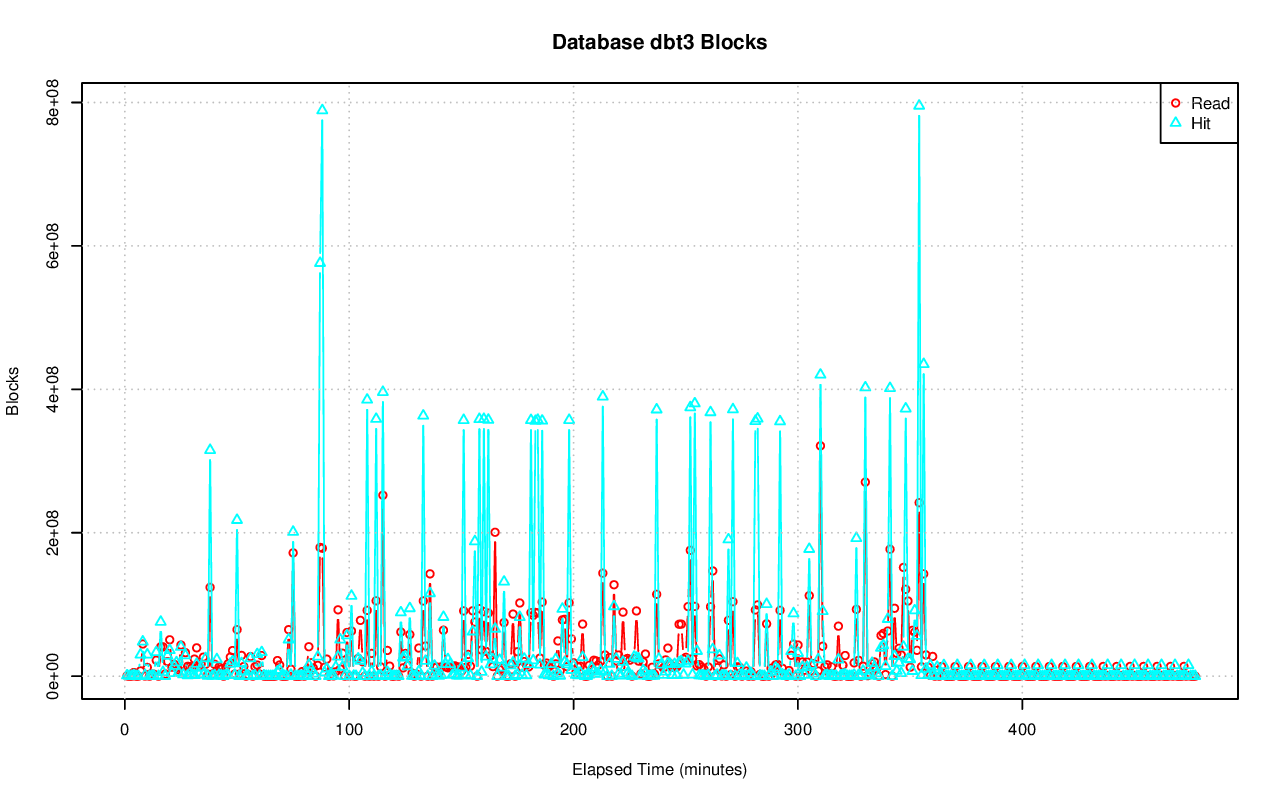 Database dbt3 Blocks
Read
Hit
Blocks
0e+00
2e+08
4e+08
6e+08
8e+08
0
100
200
300
400
Elapsed Time (minutes)